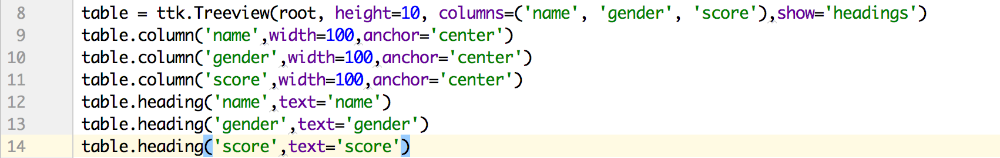 8 table = ttk.Treeview(root, height=10, columns=('name', 'gender', 'score'),show='headings')
9 table.column('name',width=100,anchor='center')
10 table.column('gender',width=100,anchor='center')
11 table.column('score',width=100,anchor='center')
12 table.heading('name',text='name')
13 table.heading('gender',text='gender')
14 table.heading('score',text='score')